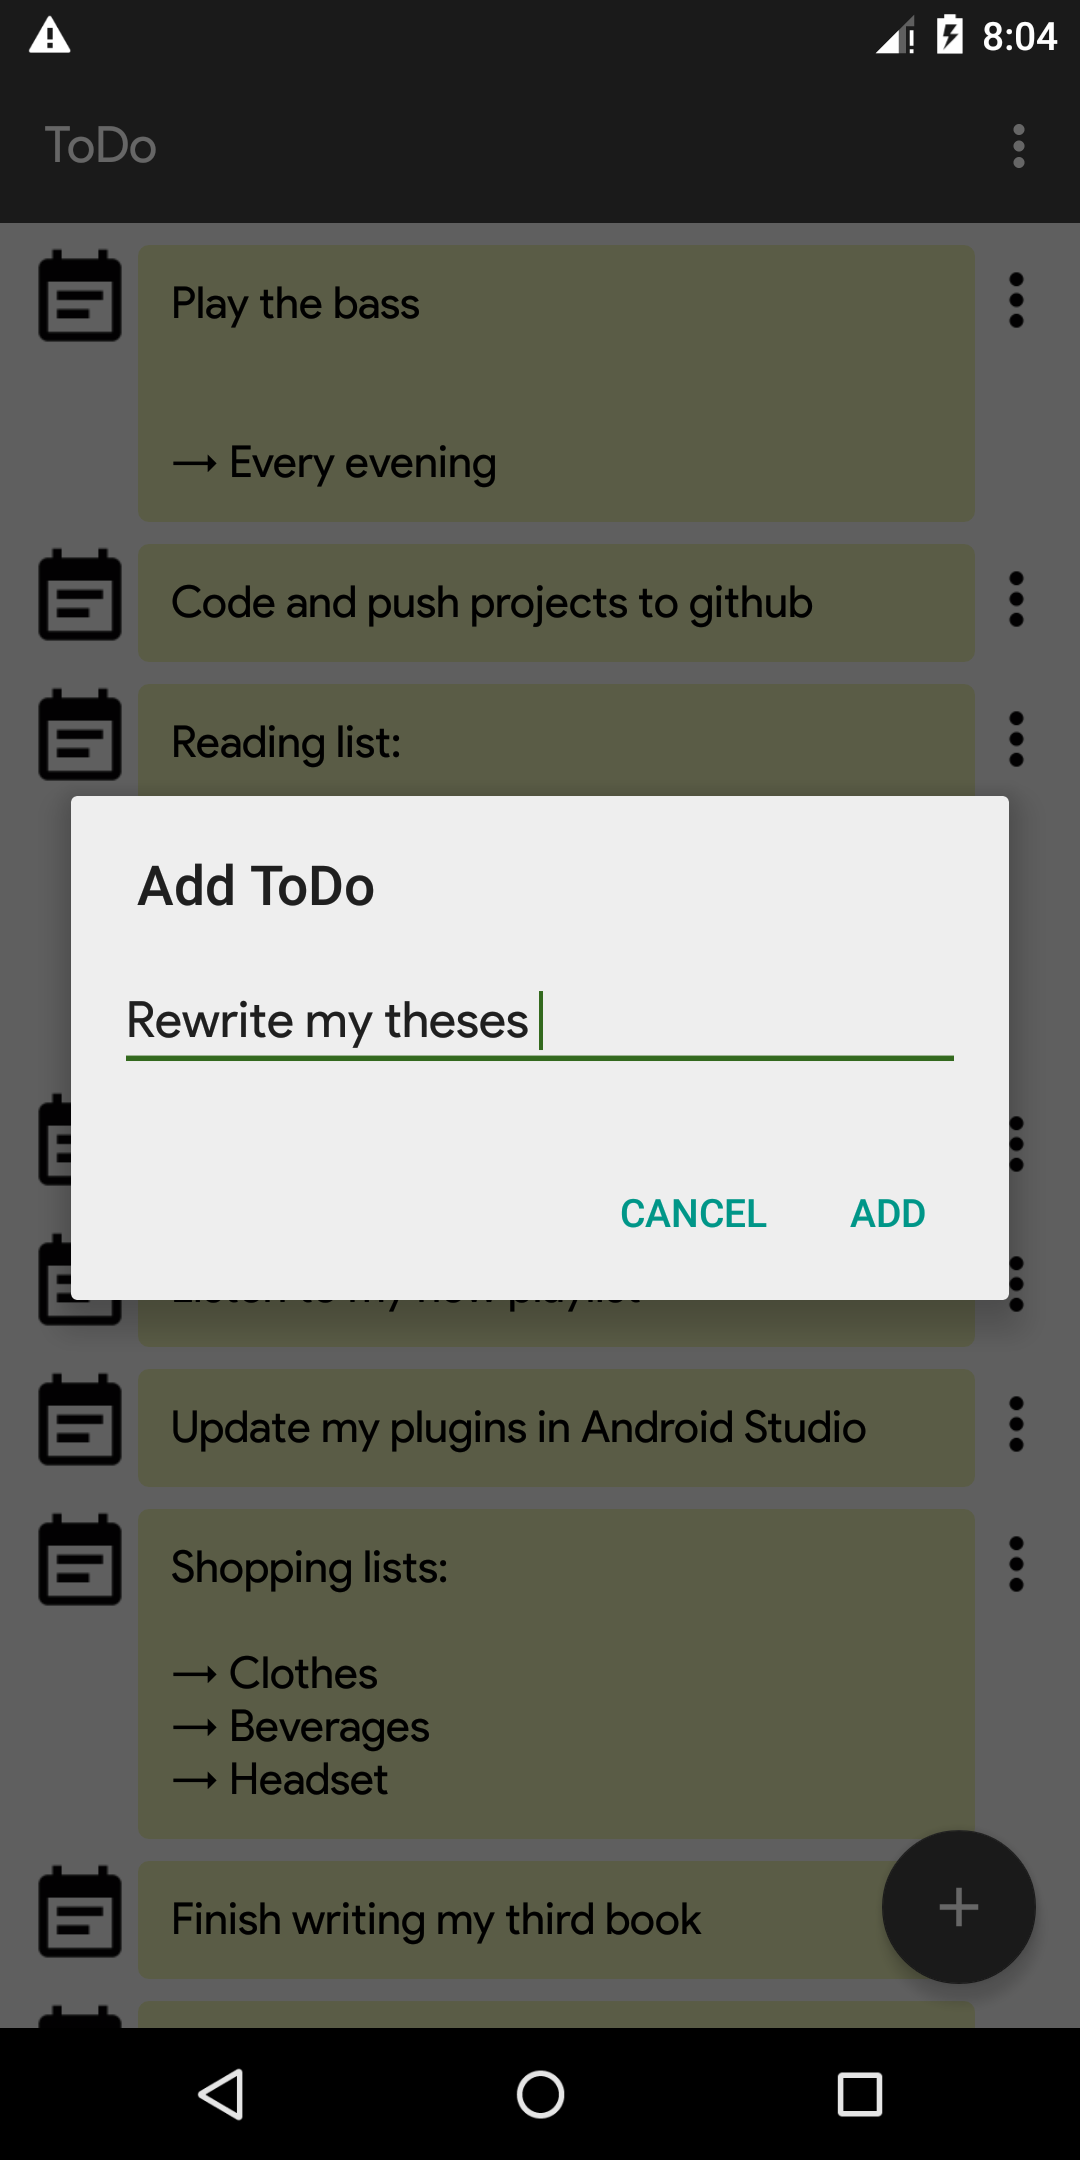 8:04
ToDo
Play the bass
→ Every evening
Code and push projects to github
Reading list:
Add ToDo
Rewrite my theses
CANCEL ADD
Update my plugins in Android Studio
Shopping lists:
→ Clothes
→ Beverages
→ Headset
Finish writing my third book